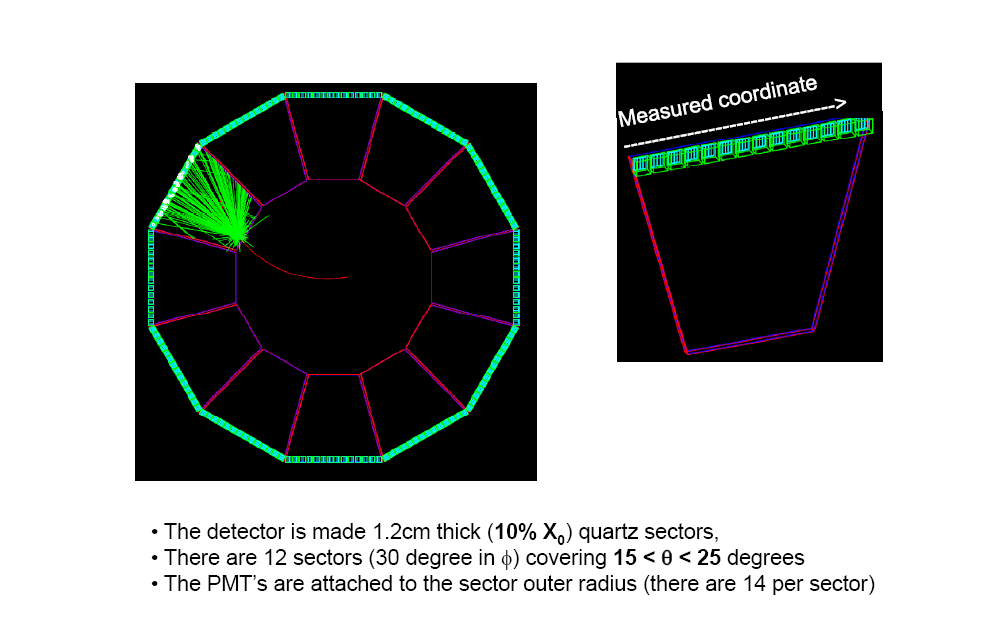 Measured coordinate
• The detector is made 1.2cm thick (10% X₀) quartz sectors,
• There are 12 sectors (30 degree in ϕ) covering 15 < θ < 25 degrees
• The PMT’s are attached to the sector outer radius (there are 14 per sector)